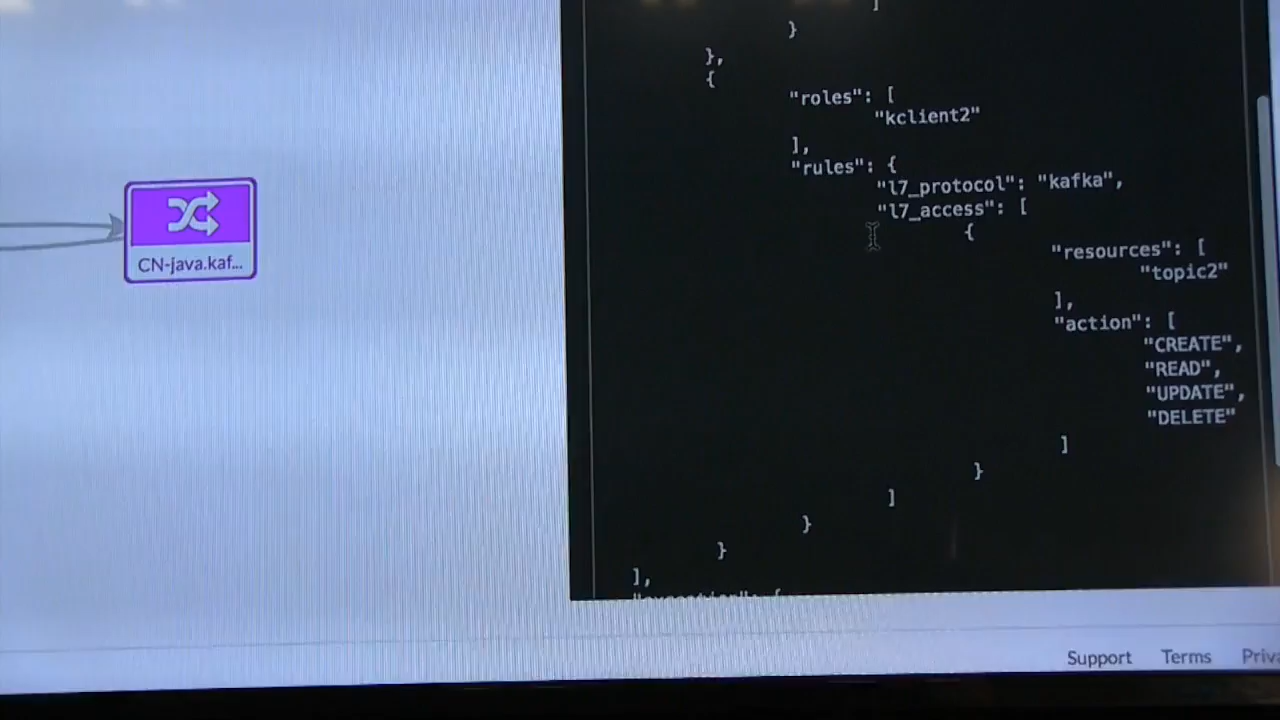 ]
}
},
{
"roles": [
"kclient2"
],
"rules": {
"l7_protocol": "kafka",
"l7_access": [
{
"resources": [
"topic2"
],
"action": [
"CREATE",
"READ",
"UPDATE",
"DELETE"
]
}
]
}
}
],
CN-java.kaf...
Support Terms